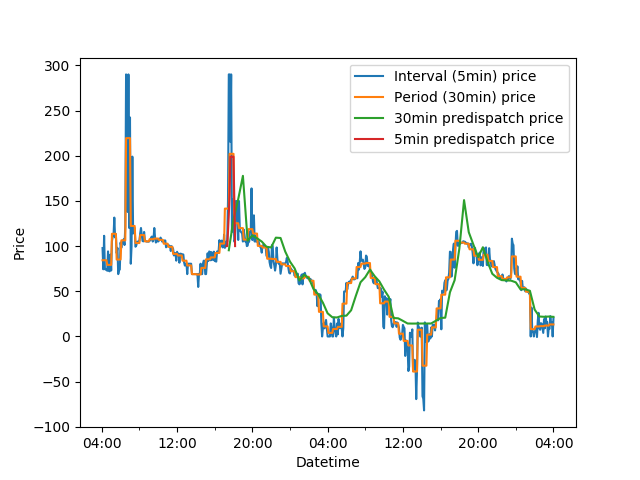 300
250
200
150
100
50
0
−50
−100
Price
04:00 12:00 20:00 04:00 12:00 20:00 04:00
Datetime
Interval (5min) price
Period (30min) price
30min predispatch price
5min predispatch price